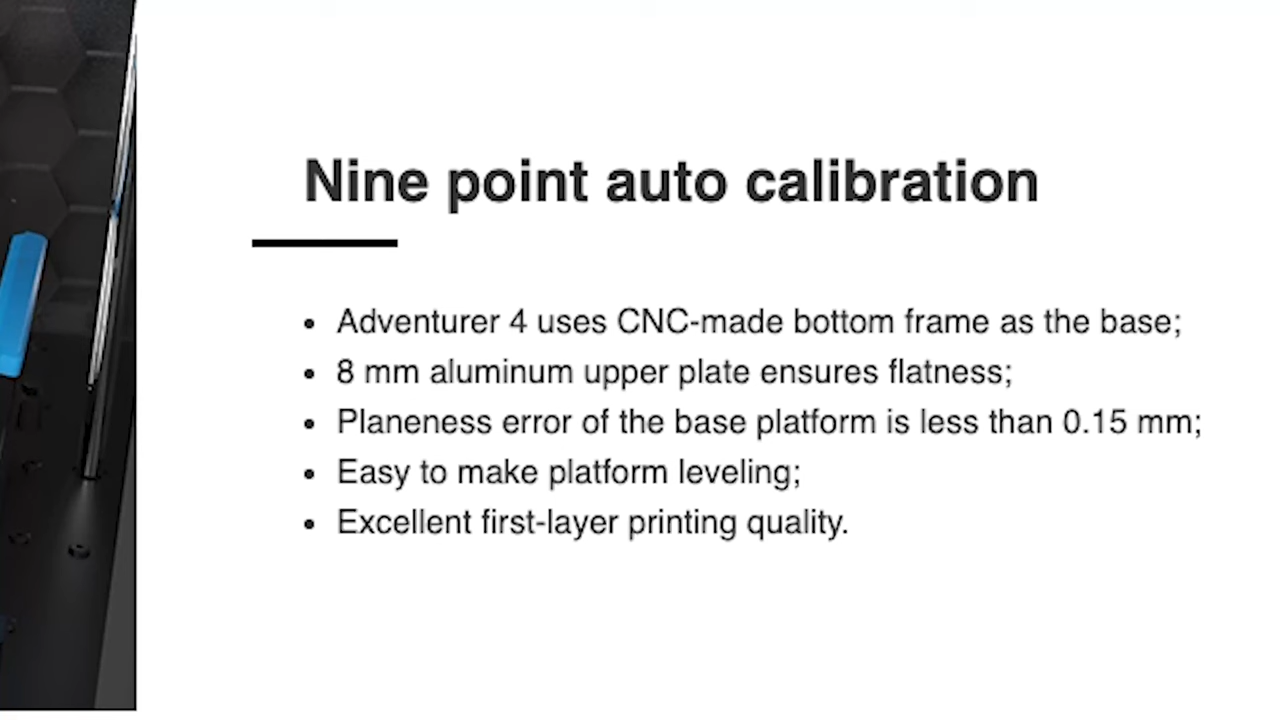 Nine point auto calibration
• Adventurer 4 uses CNC-made bottom frame as the base;
• 8 mm aluminum upper plate ensures flatness;
• Planeness error of the base platform is less than 0.15 mm;
• Easy to make platform leveling;
• Excellent first-layer printing quality.